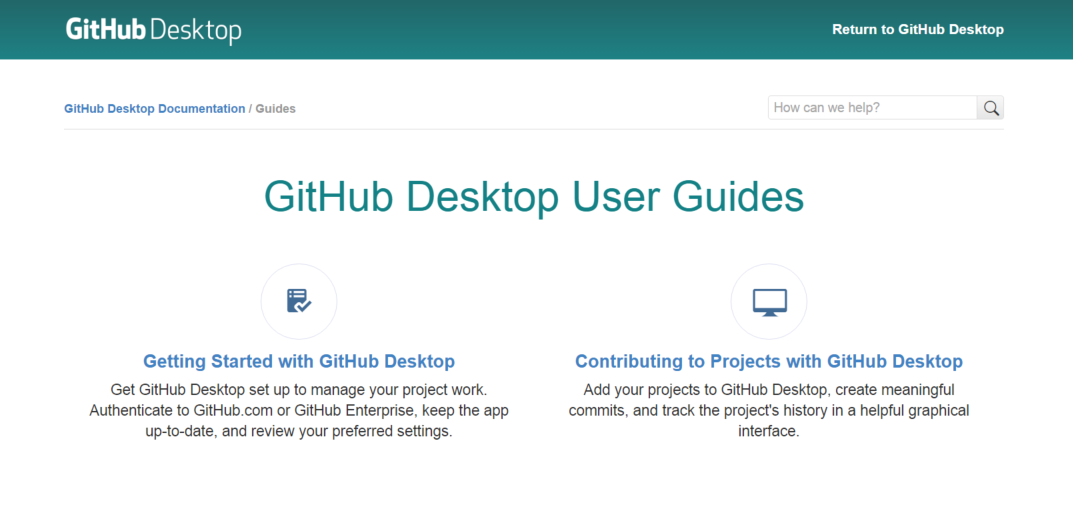 GitHub Desktop
Return to GitHub Desktop
GitHub Desktop Documentation / Guides
How can we help?
GitHub Desktop User Guides
Getting Started with GitHub Desktop
Get GitHub Desktop set up to manage your project work.
Authenticate to GitHub.com or GitHub Enterprise, keep the app
up-to-date, and review your preferred settings.
Contributing to Projects with GitHub Desktop
Add your projects to GitHub Desktop, create meaningful
commits, and track the project's history in a helpful graphical
interface.